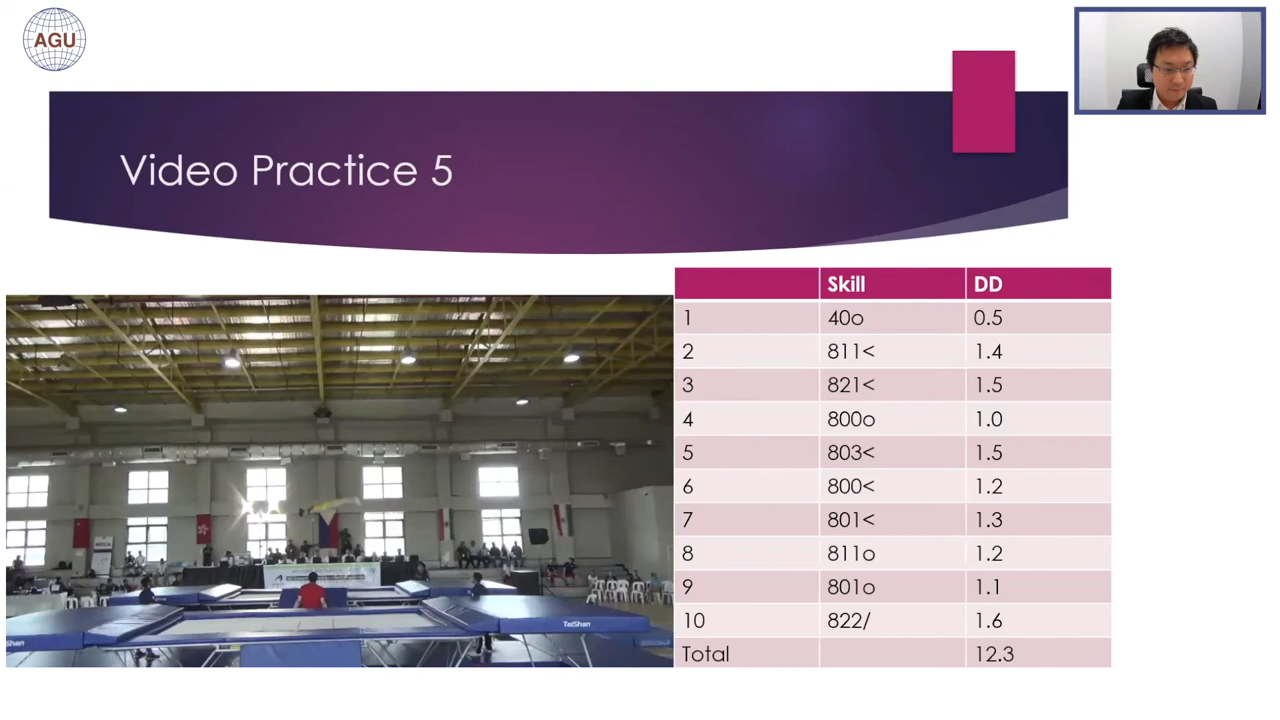 AGU
Video Practice 5
Skill DD
1 40o 0.5
2 811< 1.4
3 821< 1.5
4 800o 1.0
5 803< 1.5
6 800< 1.2
7 801< 1.3
8 811o 1.2
9 801o 1.1
10 822/ 1.6
Total 12.3
TaiShan